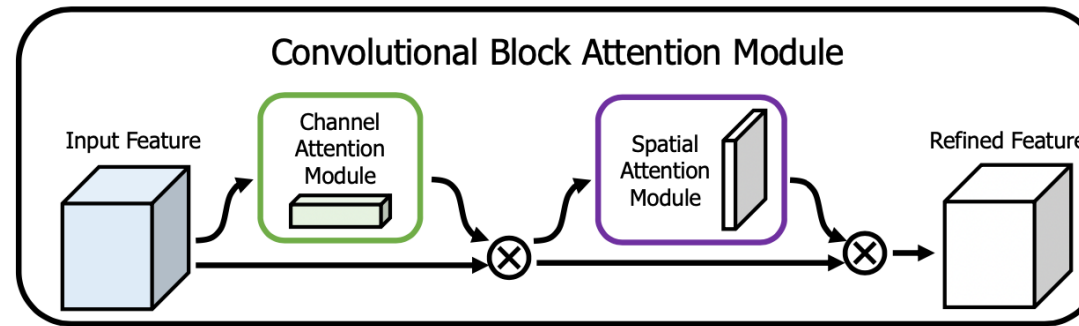 Convolutional Block Attention Module
Input Feature
Channel
Attention
Module
Spatial
Attention
Module
Refined Feature